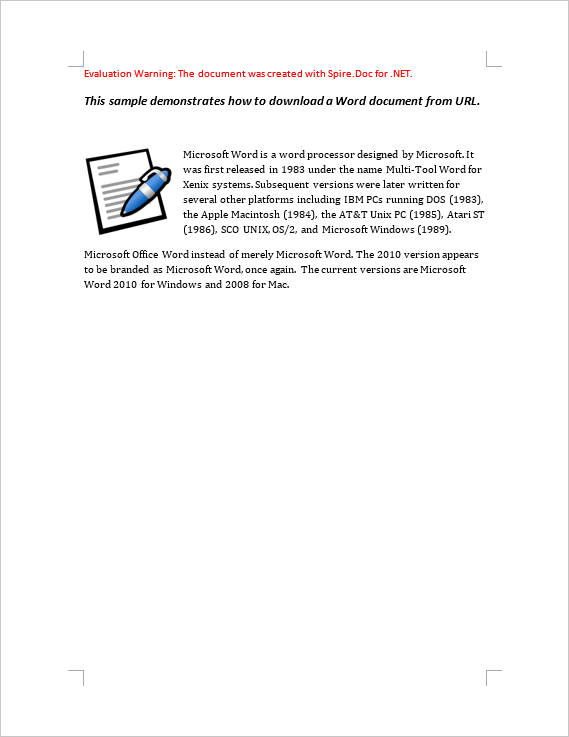 Evaluation Warning: The document was created with Spire.Doc for .NET.
This sample demonstrates how to download a Word document from URL.
Microsoft Word is a word processor designed by Microsoft. It
was first released in 1983 under the name Multi-Tool Word for
Xenix systems. Subsequent versions were later written for
several other platforms including IBM PCs running DOS (1983),
the Apple Macintosh (1984), the AT&T Unix PC (1985), Atari ST
(1986), SCO UNIX, OS/2, and Microsoft Windows (1989).
Microsoft Office Word instead of merely Microsoft Word. The 2010 version appears
to be branded as Microsoft Word, once again. The current versions are Microsoft
Word 2010 for Windows and 2008 for Mac.